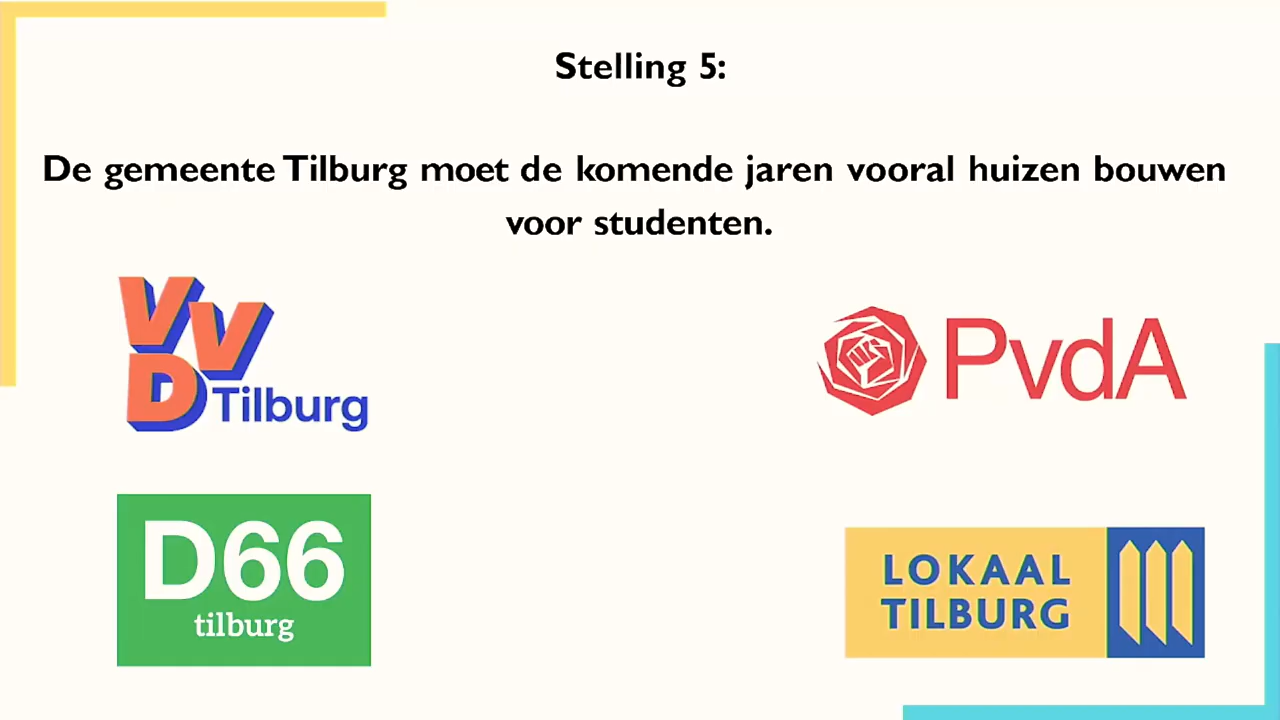 Stelling 5:
De gemeente Tilburg moet de komende jaren vooral huizen bouwen
voor studenten.
VVD Tilburg
PvdA
D66
tilburg
LOKAAL
TILBURG